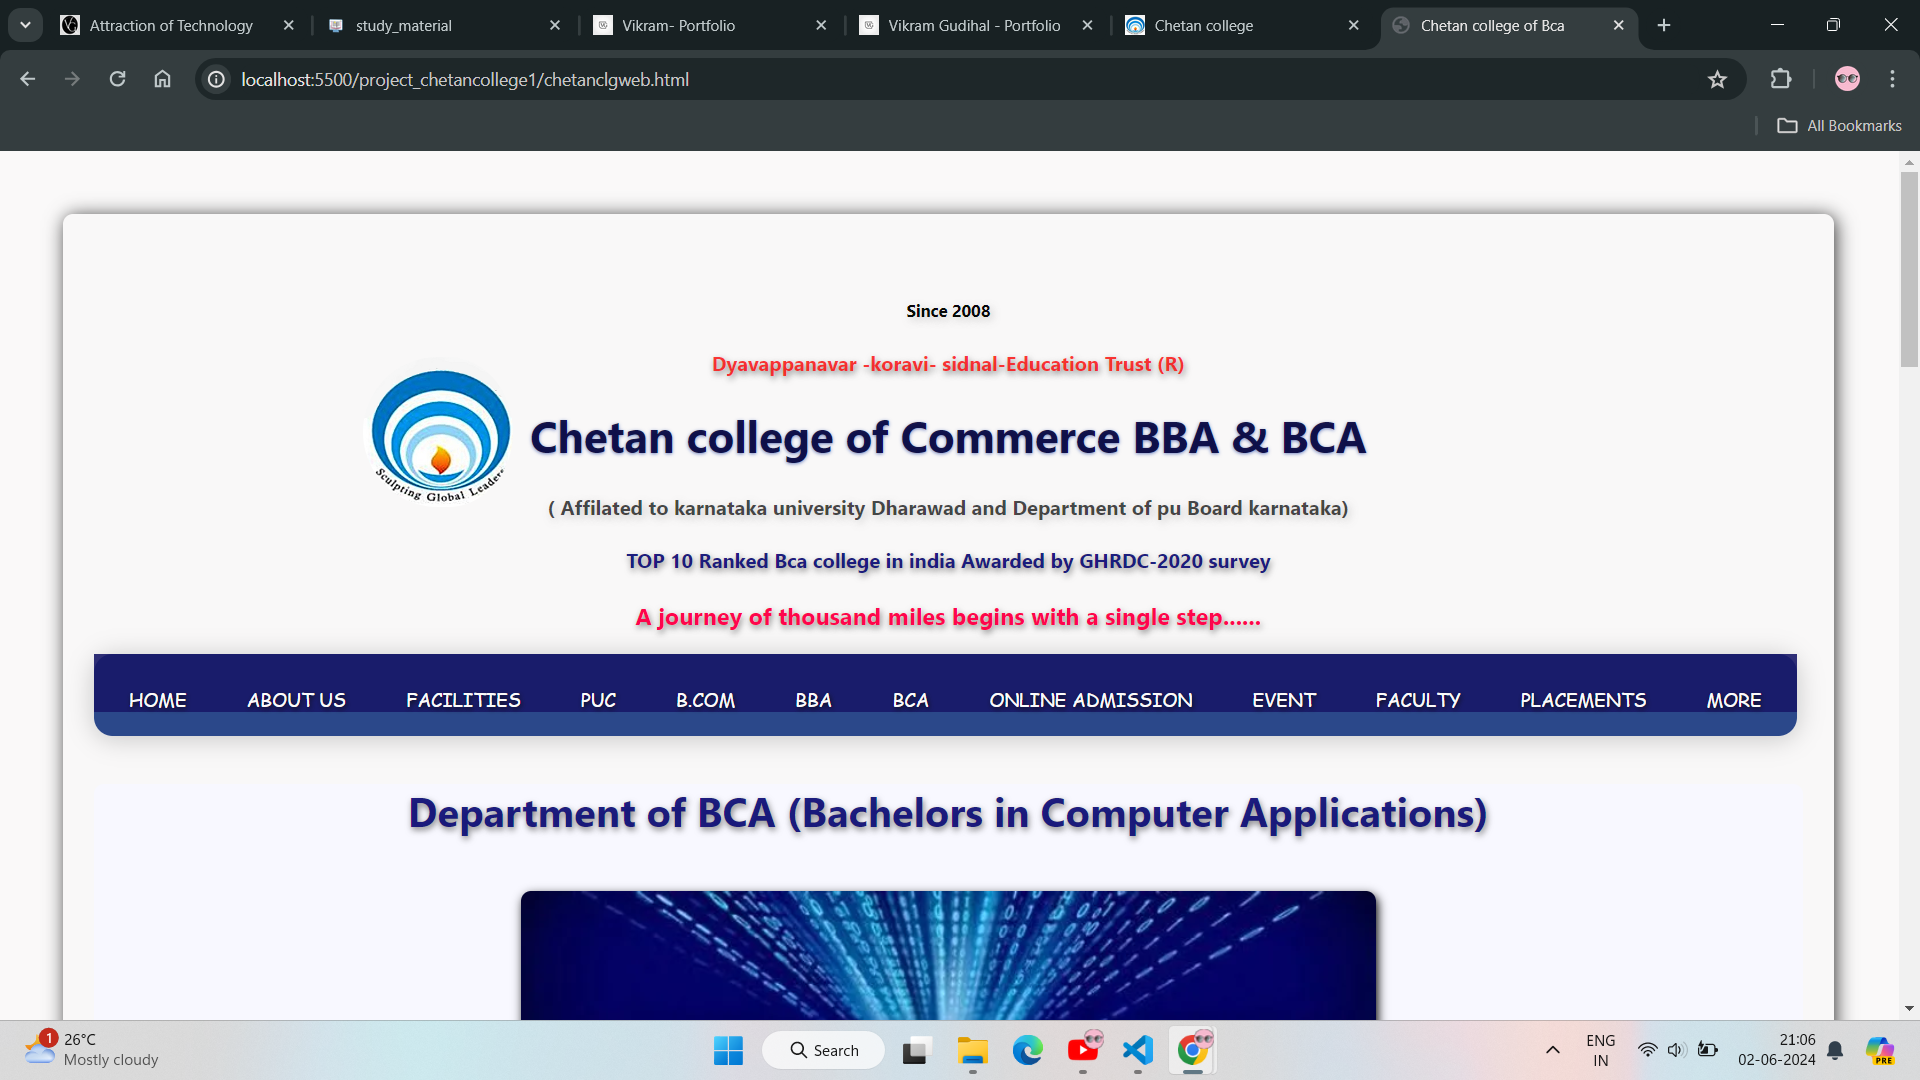 Attraction of Technology
study_material
Vikram- Portfolio
Vikram Gudihal - Portfolio
Chetan college
Chetan college of Bca
localhost:5500/project_chetancollege1/chetanclgweb.html
All Bookmarks
Since 2008
Dyavappanavar -koravi- sidnal-Education Trust (R)
Sculpting Global Leaders
Chetan college of Commerce BBA & BCA
( Affilated to karnataka university Dharawad and Department of pu Board karnataka)
TOP 10 Ranked Bca college in india Awarded by GHRDC-2020 survey
A journey of thousand miles begins with a single step......
HOME ABOUT US FACILITIES PUC B.COM BBA BCA ONLINE ADMISSION EVENT FACULTY PLACEMENTS MORE
Department of BCA (Bachelors in Computer Applications)
1
26°C
Mostly cloudy
Search
ENG
IN
21:06
02-06-2024
PRE